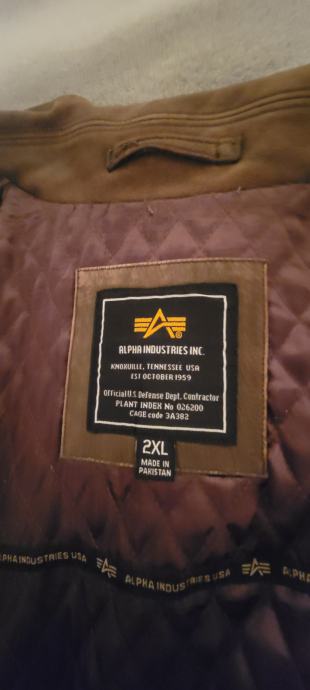 ALPHA INDUSTRIES INC.
KNOXVILLE, TENNESSEE USA
EST OCTOBER 1959
Official U.S. Defense Dept. Contractor
PLANT INDEX No 026200
CAGE code 3A382
2XL
MADE IN
PAKISTAN
ALPHA INDUSTRIES USA ALPHA INDUSTRIES USA ALPHA